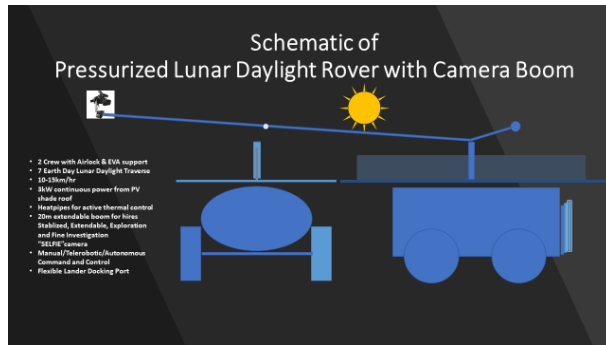 Schematic of
Pressurized Lunar Daylight Rover with Camera Boom
• 2 Crew with Airlock & EVA support
• 7 Earth Day Lunar Daylight Traverse
• 10-15km/hr
• 3kW continuous power from PV
shade roof
• Heatpipes for active thermal control
• 20m extendable boom for hires
Stablized, Extendable, Exploration
and Fine Investigation
"SELFIE"camera
• Manual/Telerobotic/Autonomous
Command and Control
• Flexible Lander Docking Port